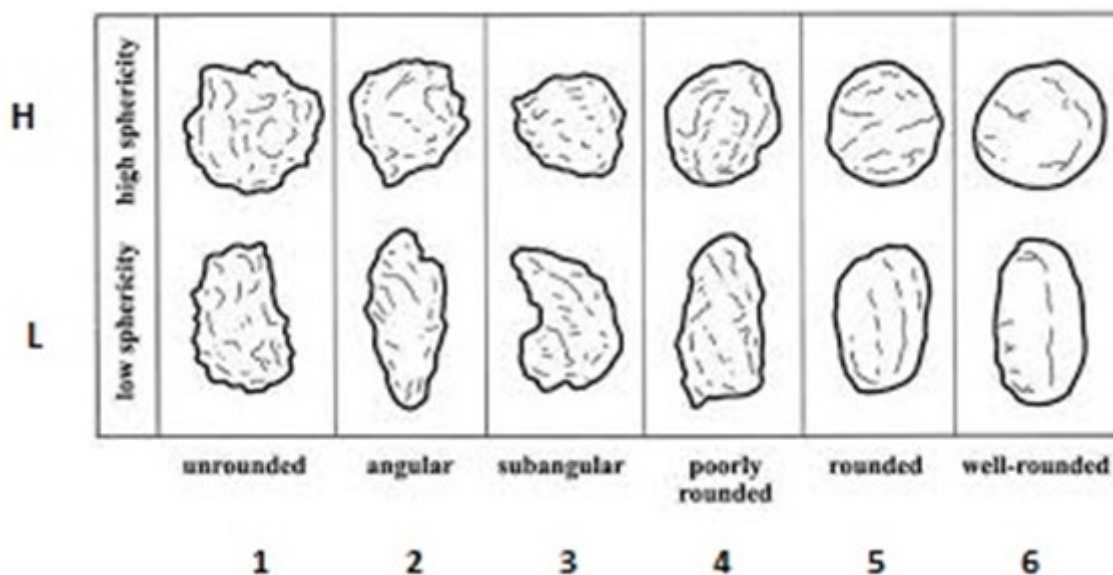 H
high sphericity
L
low sphericity
unrounded
angular
subangular
poorly
rounded
rounded
well-rounded
1
2
3
4
5
6